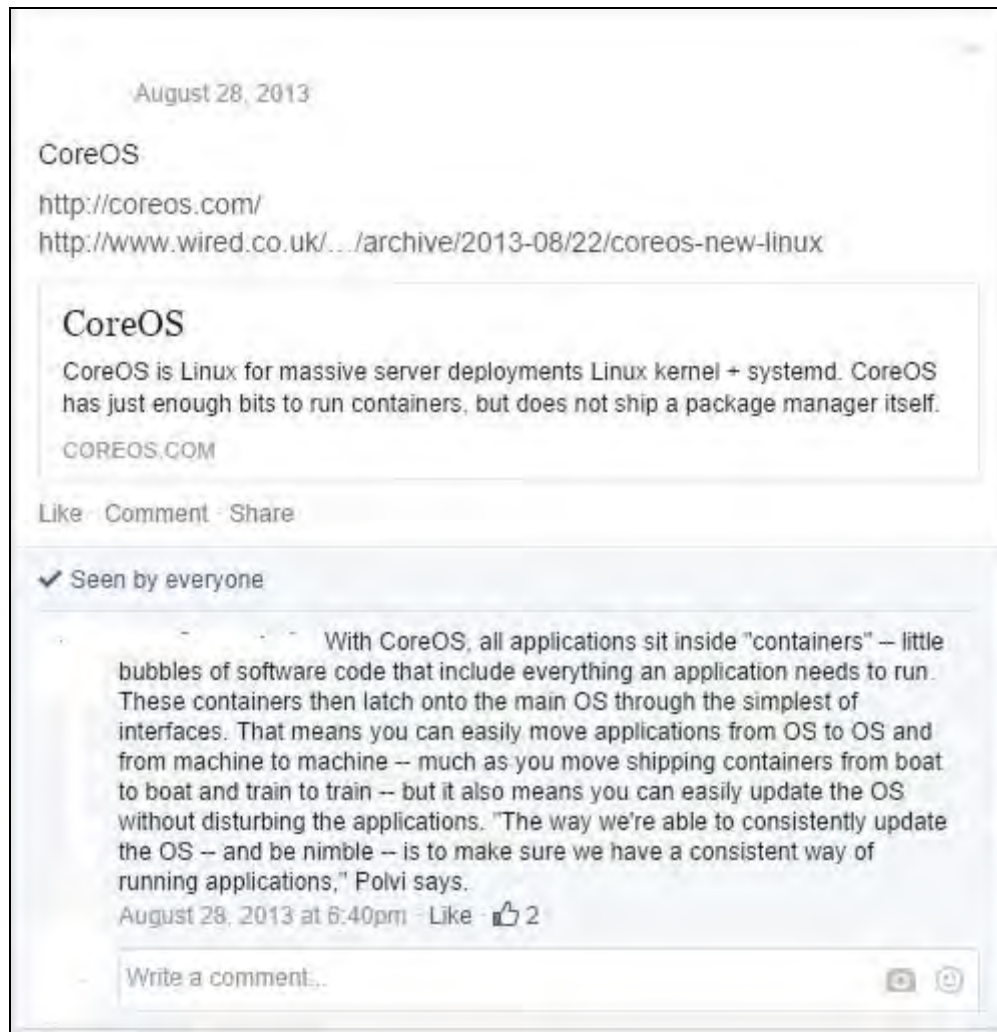 August 28, 2013
CoreOS
http://coreos.com/
http://www.wired.co.uk/.../archive/2013-08/22/coreos-new-linux
CoreOS
CoreOS is Linux for massive server deployments Linux kernel + systemd. CoreOS
has just enough bits to run containers, but does not ship a package manager itself.
COREOS.COM
Like · Comment · Share
Seen by everyone
With CoreOS, all applications sit inside "containers" -- little
bubbles of software code that include everything an application needs to run.
These containers then latch onto the main OS through the simplest of
interfaces. That means you can easily move applications from OS to OS and
from machine to machine -- much as you move shipping containers from boat
to boat and train to train -- but it also means you can easily update the OS
without disturbing the applications. "The way we're able to consistently update
the OS -- and be nimble -- is to make sure we have a consistent way of
running applications," Polvi says.
August 28, 2013 at 6:40pm · Like · 2
Write a comment...